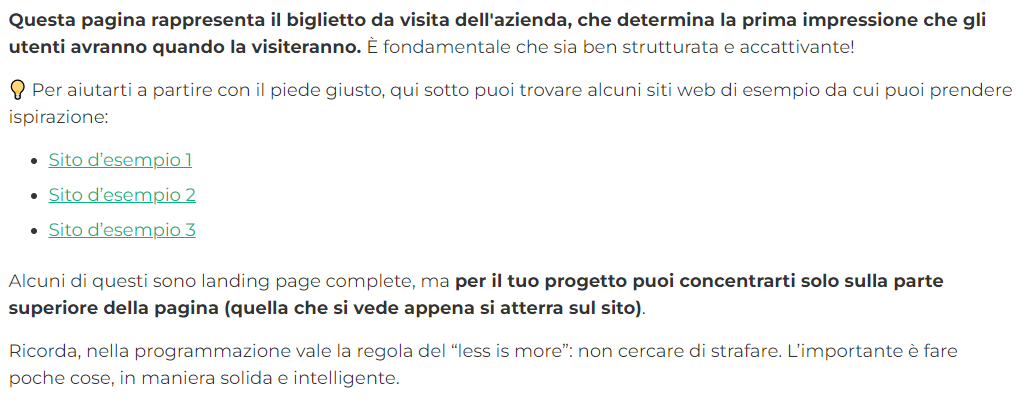 Questa pagina rappresenta il biglietto da visita dell'azienda, che determina la prima impressione che gli
utenti avranno quando la visiteranno. È fondamentale che sia ben strutturata e accattivante!
💡 Per aiutarti a partire con il piede giusto, qui sotto puoi trovare alcuni siti web di esempio da cui puoi prendere
ispirazione:
• Sito d’esempio 1
• Sito d’esempio 2
• Sito d’esempio 3
Alcuni di questi sono landing page complete, ma per il tuo progetto puoi concentrarti solo sulla parte
superiore della pagina (quella che si vede appena si atterra sul sito).
Ricorda, nella programmazione vale la regola del “less is more”: non cercare di strafare. L’importante è fare
poche cose, in maniera solida e intelligente.